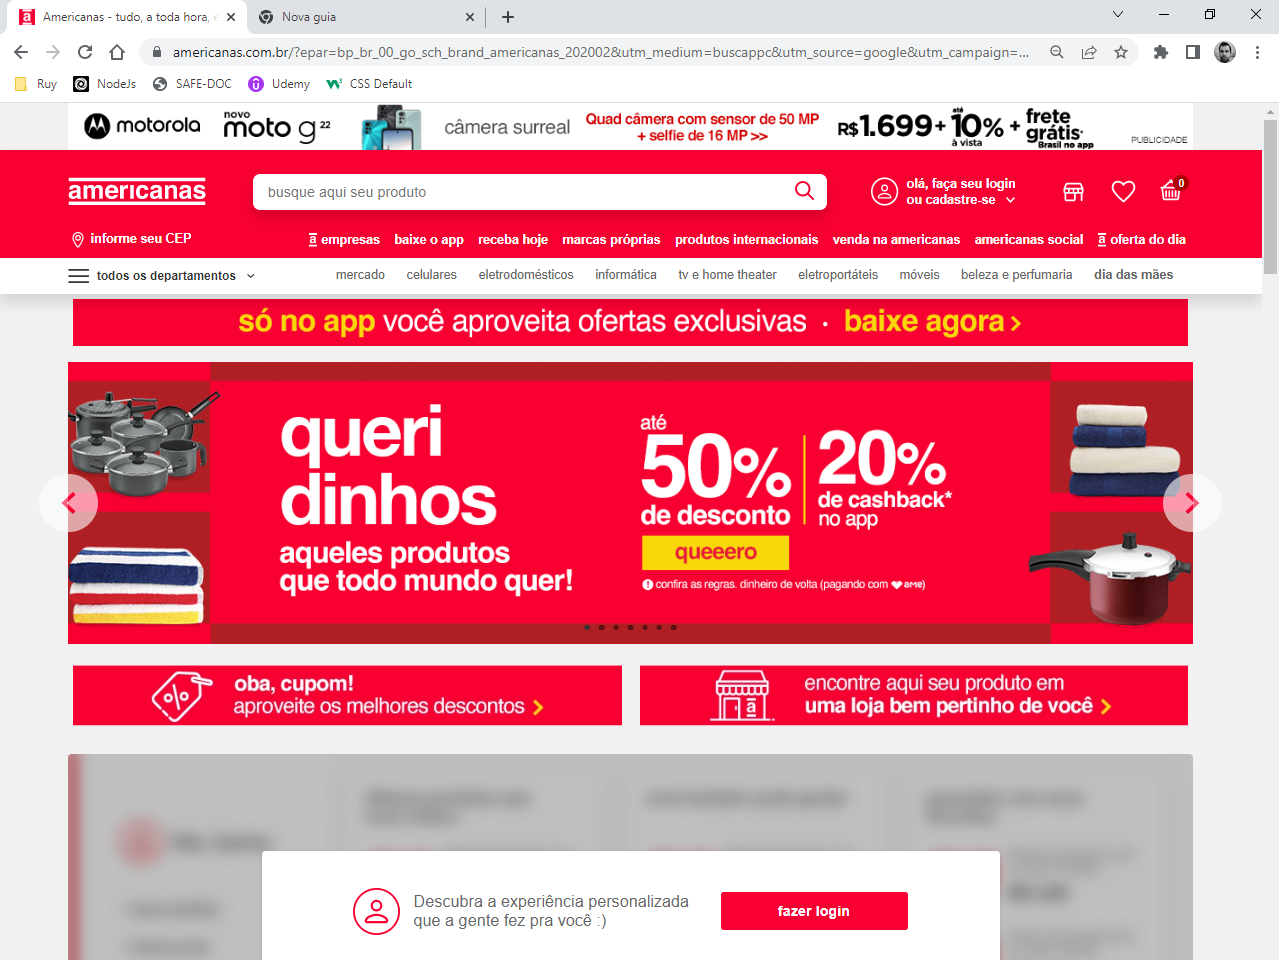 Americanas - tudo, a toda hora, e
Nova guia
americanas.com.br/?epar=bp_br_00_go_sch_brand_americanas_202002&utm_medium=buscappc&utm_source=google&utm_campaign=...
Ruy
NodeJs
SAFE-DOC
Udemy
CSS Default
motorola
novo
moto g22
câmera surreal
Quad câmera com sensor de 50 MP
+ selfie de 16 MP >>
R$1.699 à vista + até 10% + frete grátis*
Brasil no app
PUBLICIDADE
americanas
busque aqui seu produto
olá, faça seu login
ou cadastre-se
0
informe seu CEP
ā empresas
baixe o app
receba hoje
marcas próprias
produtos internacionais
venda na americanas
americanas social
ā oferta do dia
todos os departamentos
mercado
celulares
eletrodomésticos
informática
tv e home theater
eletroportáteis
móveis
beleza e perfumaria
dia das mães
só no app você aproveita ofertas exclusivas · baixe agora >
queri
dinhos
aqueles produtos
que todo mundo quer!
até
50%
de desconto
20%
de cashback*
no app
queeero
confira as regras. dinheiro de volta (pagando com ame)
oba, cupom!
aproveite os melhores descontos >
encontre aqui seu produto em
uma loja bem pertinho de você >
Descubra a experiência personalizada
que a gente fez pra você :)
fazer login